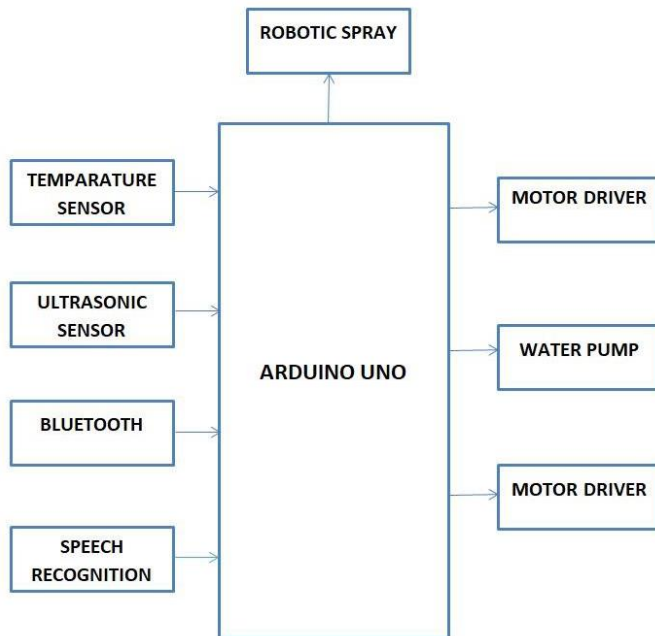 ROBOTIC SPRAY
TEMPARATURE
SENSOR
ULTRASONIC
SENSOR
BLUETOOTH
SPEECH
RECOGNITION
ARDUINO UNO
MOTOR DRIVER
WATER PUMP
MOTOR DRIVER